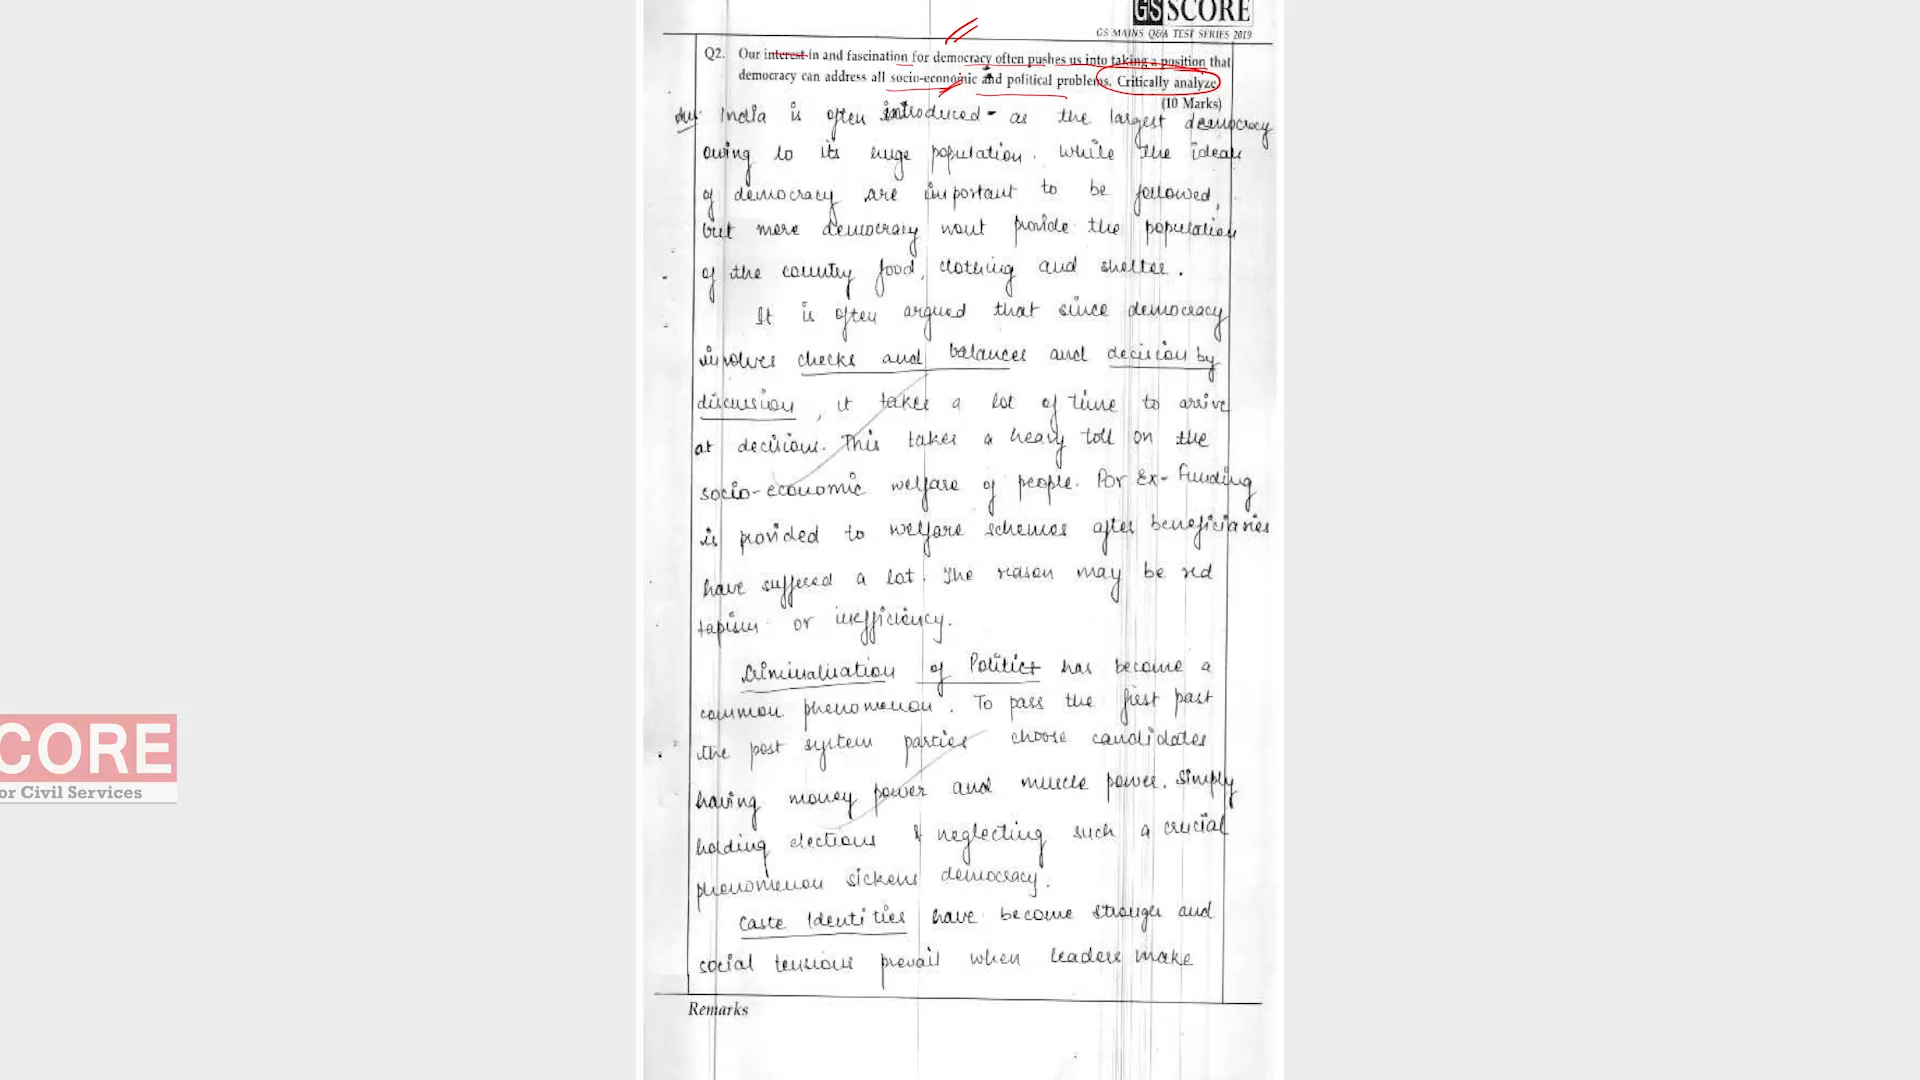 GS SCORE
GS MAINS Q&A TEST SERIES 2019
Q2. Our interest in and fascination for democracy often pushes us into taking a position that
democracy can address all socio-economic and political problems. Critically analyze.
(10 Marks)
Ans. India is often introduced as the largest democracy
owing to its huge population. While the ideals
of democracy are important to be followed,
but mere democracy wont provide the population
of the country food, clothing and shelter.
It is often argued that since democracy
involves checks and balances and decision by
discussion, it takes a lot of time to arrive
at decisions. This takes a heavy toll on the
socio-economic welfare of people. For Ex- Funding
is provided to welfare schemes after beneficiaries
have suffered a lot. The reason may be red
tapism or inefficiency.
Criminalisation of Politics has become a
common phenomenon. To pass the first past
the post system parties choose candidates
having money power and muscle power. Simply
holding elections & neglecting such a crucial
phenomenon sickens democracy.
Caste Identities have become stronger and
social tensions prevail when leaders make
Remarks
CORE
or Civil Services